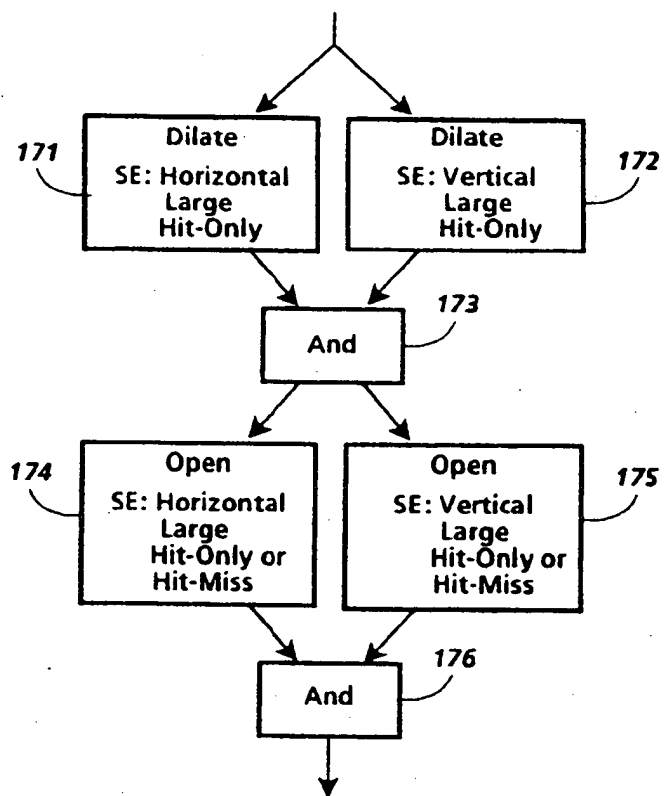 Dilate
SE: Horizontal
Large
Hit-Only
171
Dilate
SE: Vertical
Large
Hit-Only
172
And
173
Open
SE: Horizontal
Large
Hit-Only or
Hit-Miss
174
Open
SE: Vertical
Large
Hit-Only or
Hit-Miss
175
And
176